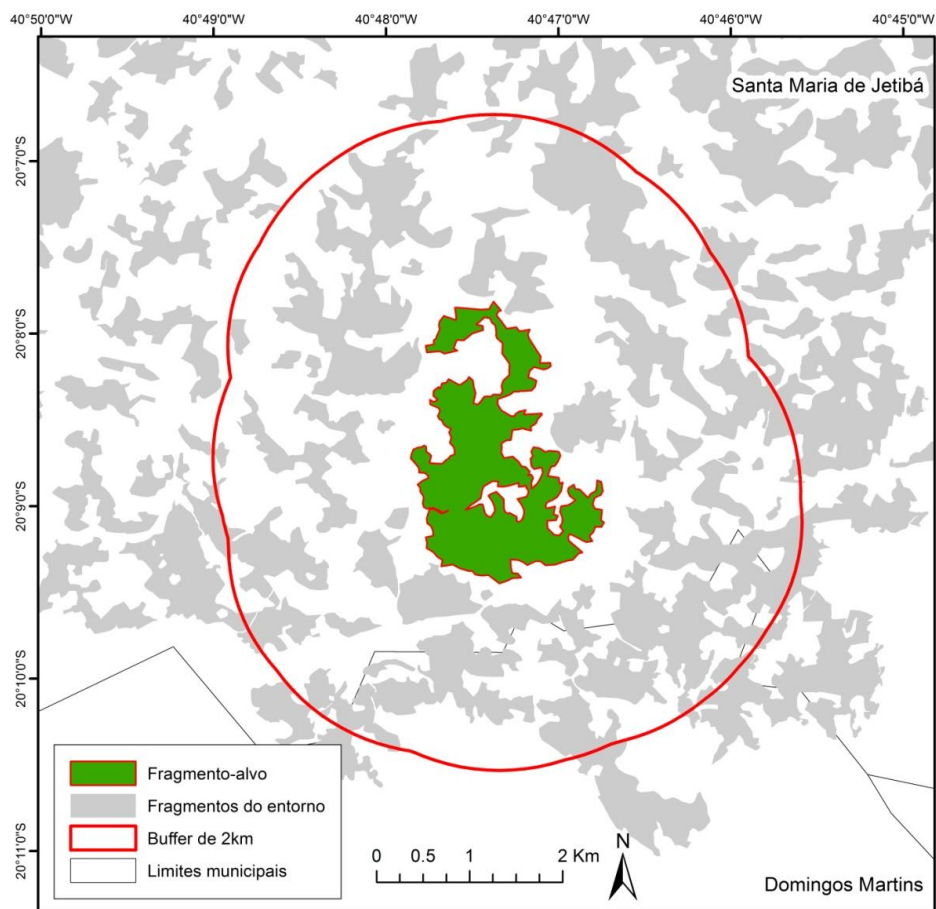 40°50'0"W 40°49'0"W 40°48'0"W 40°47'0"W 40°46'0"W 40°45'0"W
Santa Maria de Jetibá
20°7'0"S
20°8'0"S
20°9'0"S
20°10'0"S
20°11'0"S
Fragmento-alvo
Fragmentos do entorno
Buffer de 2km
Limites municipais
0 0.5 1 2 Km
N
Domingos Martins